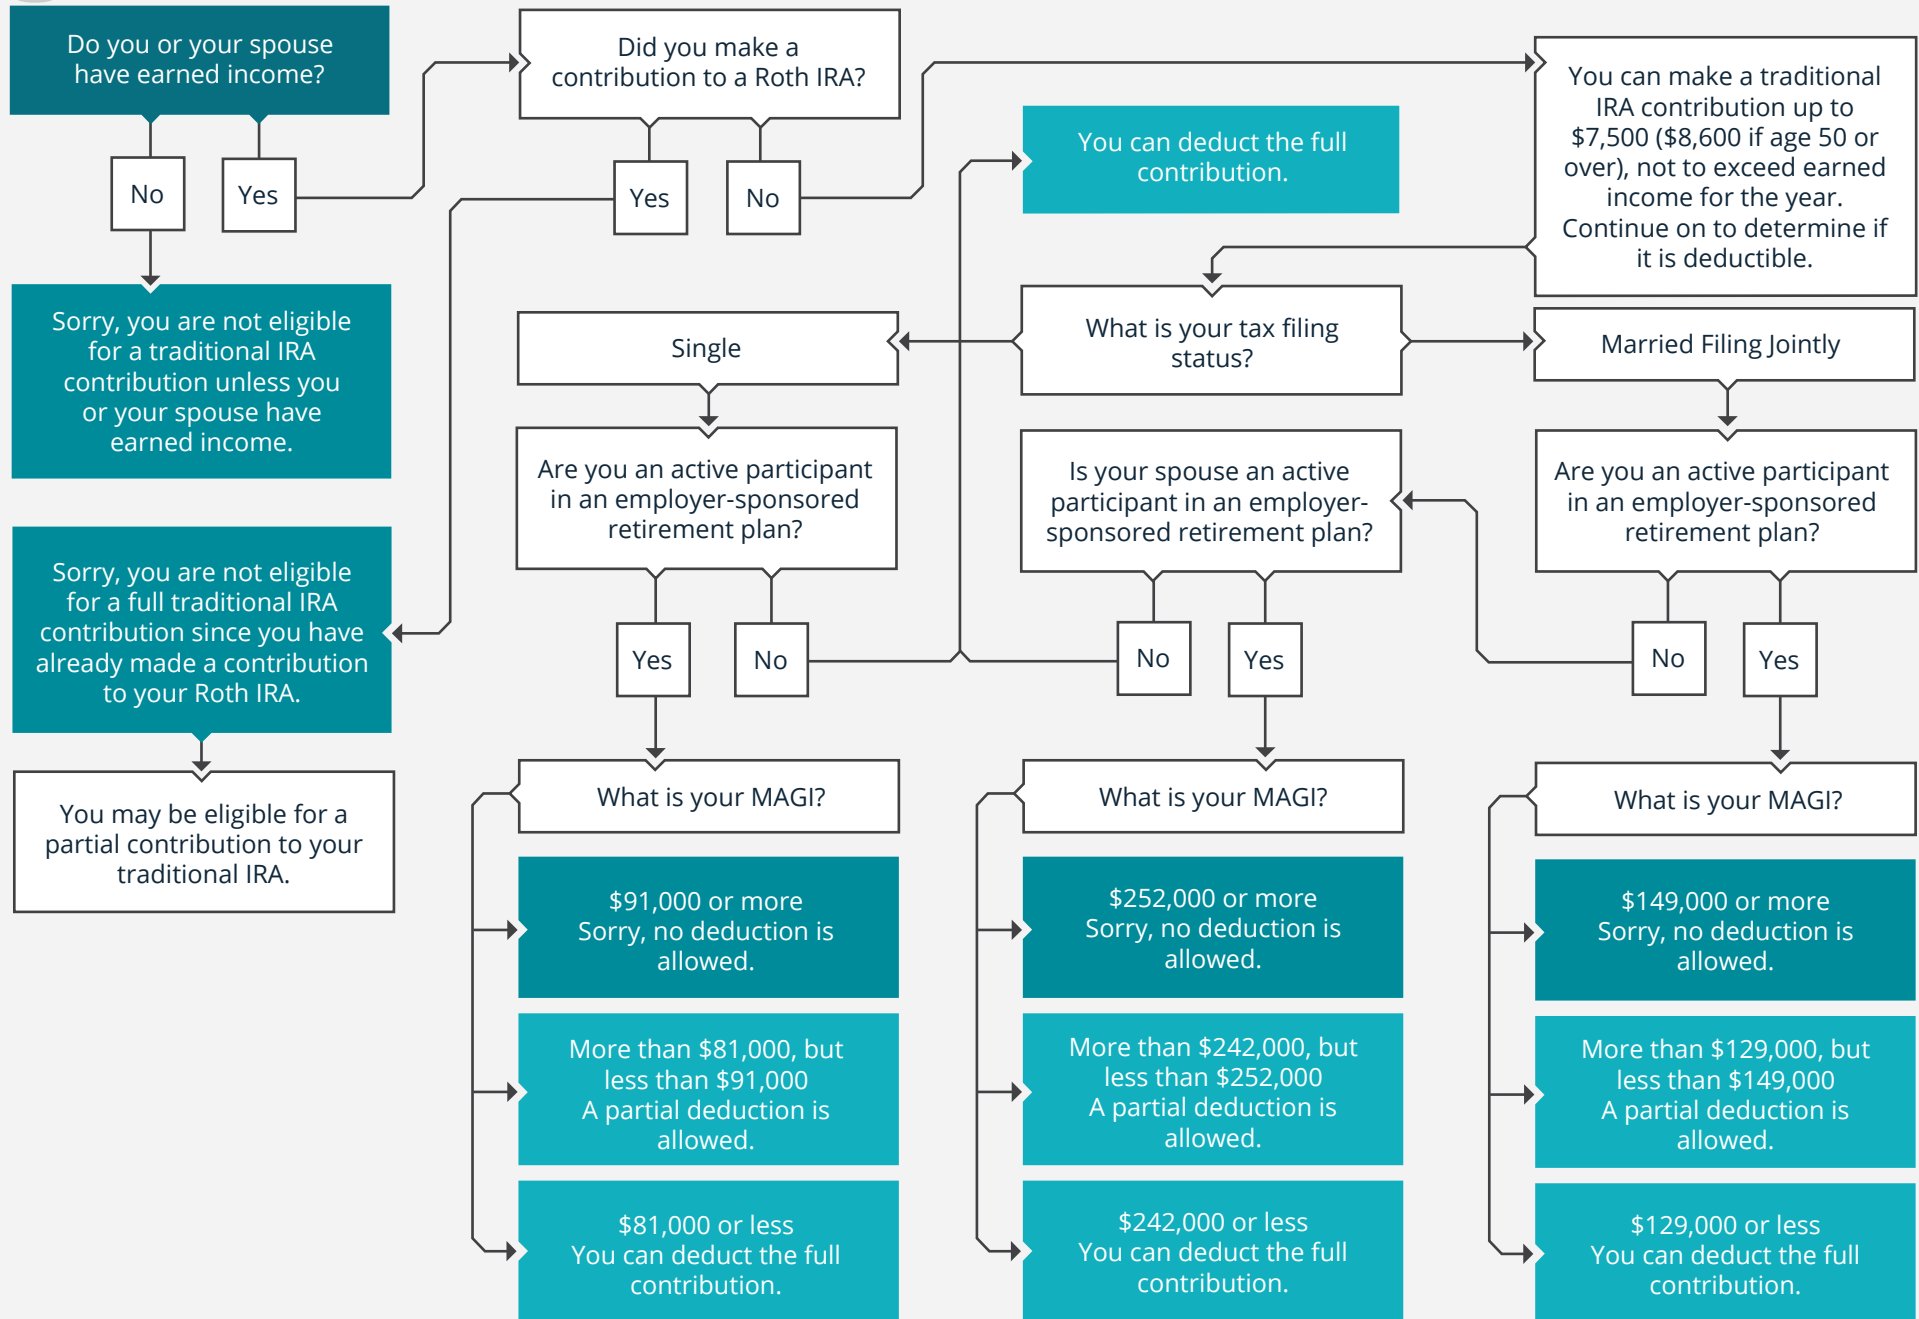 Do you or your spouse
have earned income?
No
Yes
Did you make a
contribution to a Roth IRA?
Yes
No
You can make a traditional
IRA contribution up to
$7,500 ($8,600 if age 50 or
over), not to exceed earned
income for the year.
Continue on to determine if
it is deductible.
You can deduct the full
contribution.
Sorry, you are not eligible
for a traditional IRA
contribution unless you
or your spouse have
earned income.
Sorry, you are not eligible
for a full traditional IRA
contribution since you have
already made a contribution
to your Roth IRA.
You may be eligible for a
partial contribution to your
traditional IRA.
What is your tax filing
status?
Single
Married Filing Jointly
Are you an active participant
in an employer-sponsored
retirement plan?
Yes
No
Is your spouse an active
participant in an employer-
sponsored retirement plan?
No
Yes
Are you an active participant
in an employer-sponsored
retirement plan?
No
Yes
What is your MAGI?
$91,000 or more
Sorry, no deduction is
allowed.
More than $81,000, but
less than $91,000
A partial deduction is
allowed.
$81,000 or less
You can deduct the full
contribution.
What is your MAGI?
$252,000 or more
Sorry, no deduction is
allowed.
More than $242,000, but
less than $252,000
A partial deduction is
allowed.
$242,000 or less
You can deduct the full
contribution.
What is your MAGI?
$149,000 or more
Sorry, no deduction is
allowed.
More than $129,000, but
less than $149,000
A partial deduction is
allowed.
$129,000 or less
You can deduct the full
contribution.